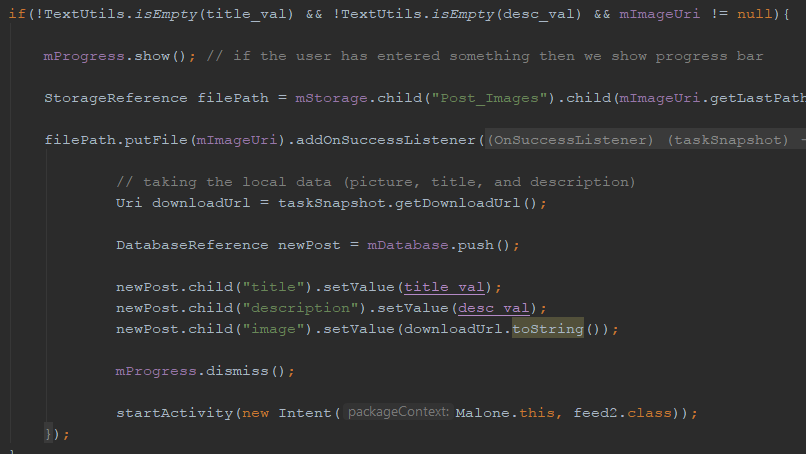 if(!TextUtils.isEmpty(title_val) && !TextUtils.isEmpty(desc_val) && mImageUri != null){
mProgress.show(); // if the user has entered something then we show progress bar
StorageReference filePath = mStorage.child("Post_Images").child(mImageUri.getLastPath
filePath.putFile(mImageUri).addOnSuccessListener((OnSuccessListener) (taskSnapshot) -
// taking the local data (picture, title, and description)
Uri downloadUrl = taskSnapshot.getDownloadUrl();
DatabaseReference newPost = mDatabase.push();
newPost.child("title").setValue(title_val);
newPost.child("description").setValue(desc_val);
newPost.child("image").setValue(downloadUrl.toString());
mProgress.dismiss();
startActivity(new Intent( packageContext: Malone.this, feed2.class));
});